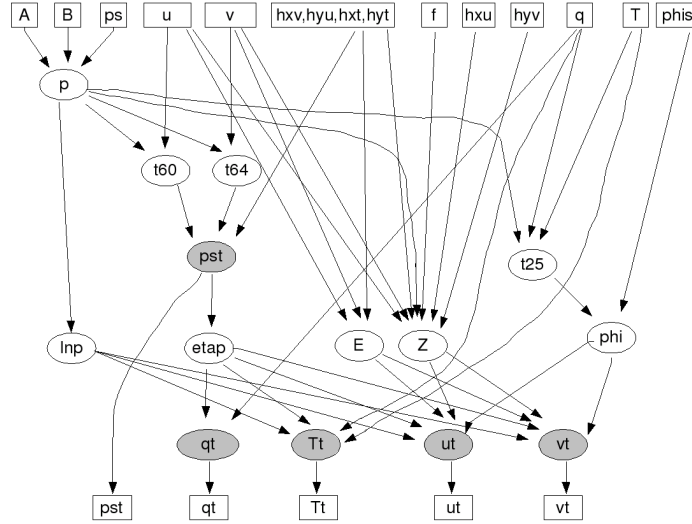 A B ps u v hxv,hyu,hxt,hyt f hxu hyv q T phis
p
t60 t64
pst t25
lnp etap E Z phi
qt Tt ut vt
pst qt Tt ut vt